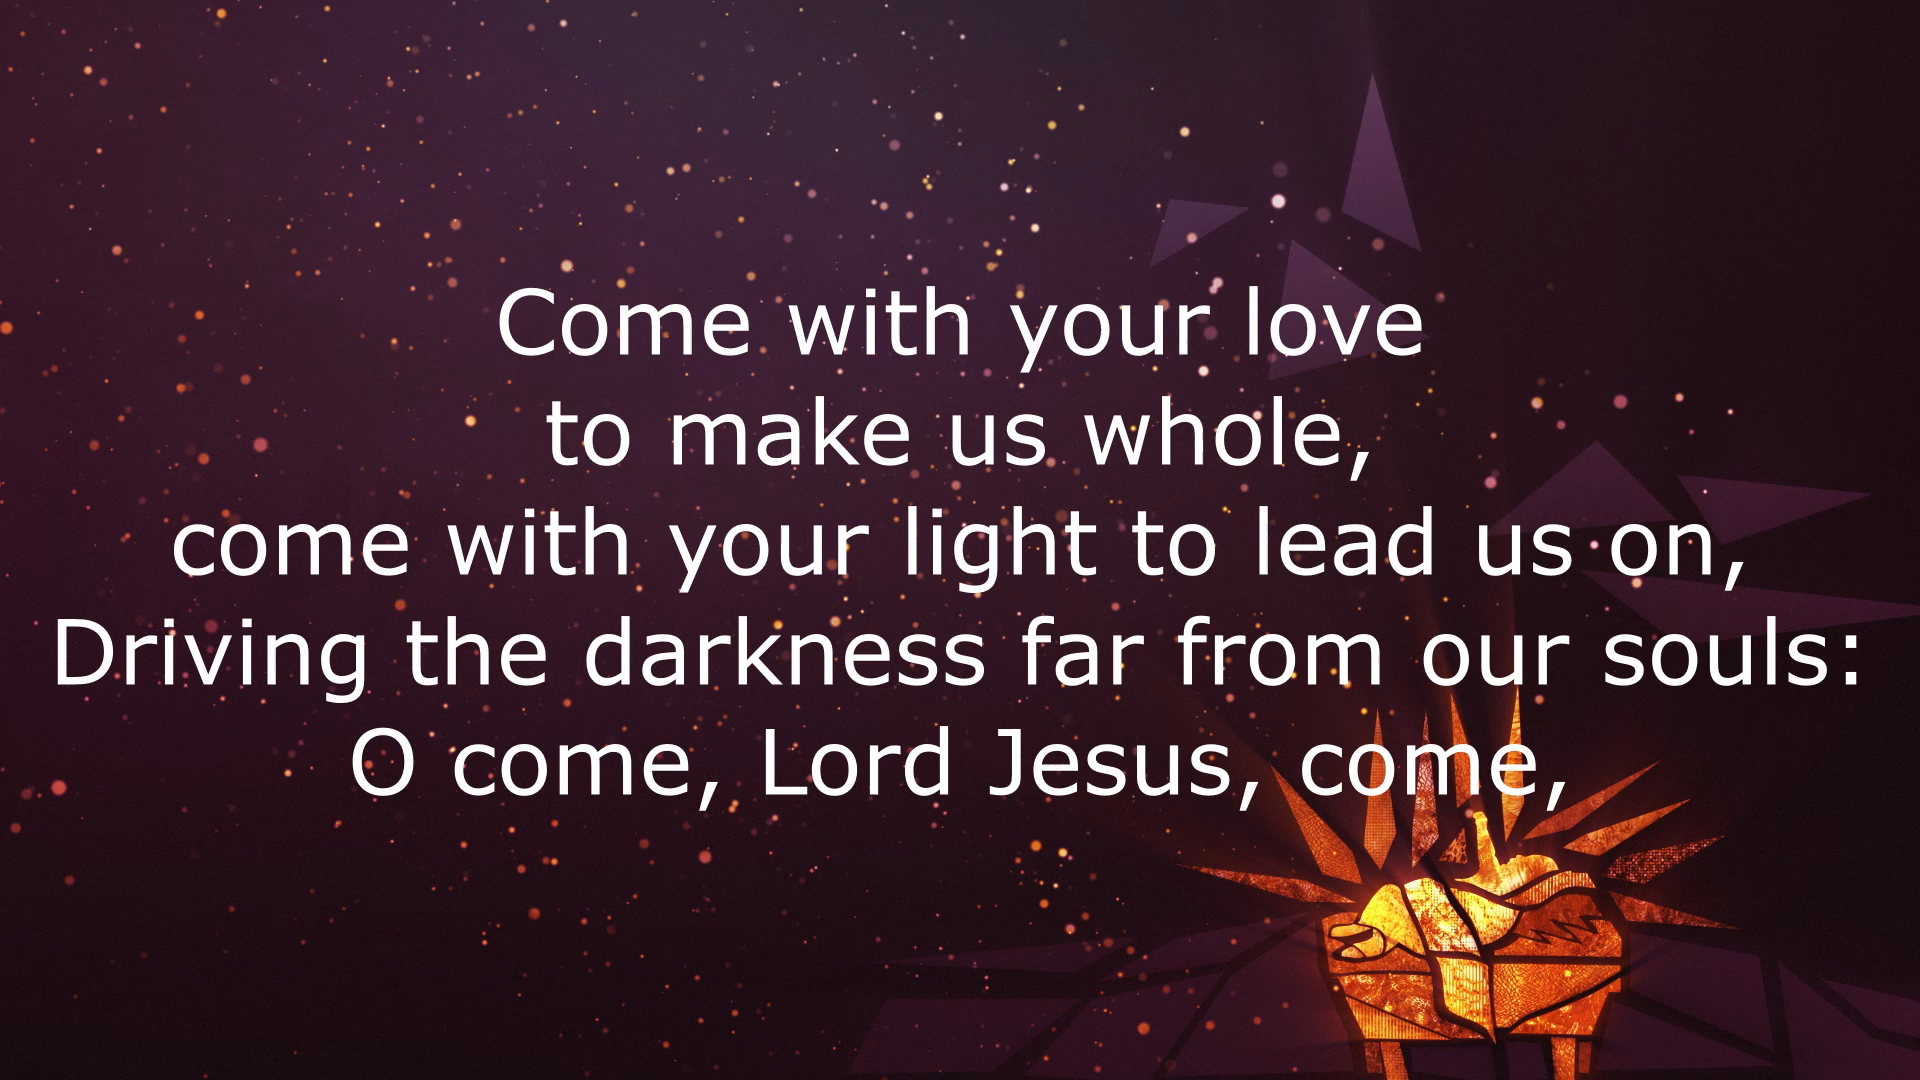 Come with your love
to make us whole,
come with your light to lead us on,
Driving the darkness far from our souls:
O come, Lord Jesus, come,